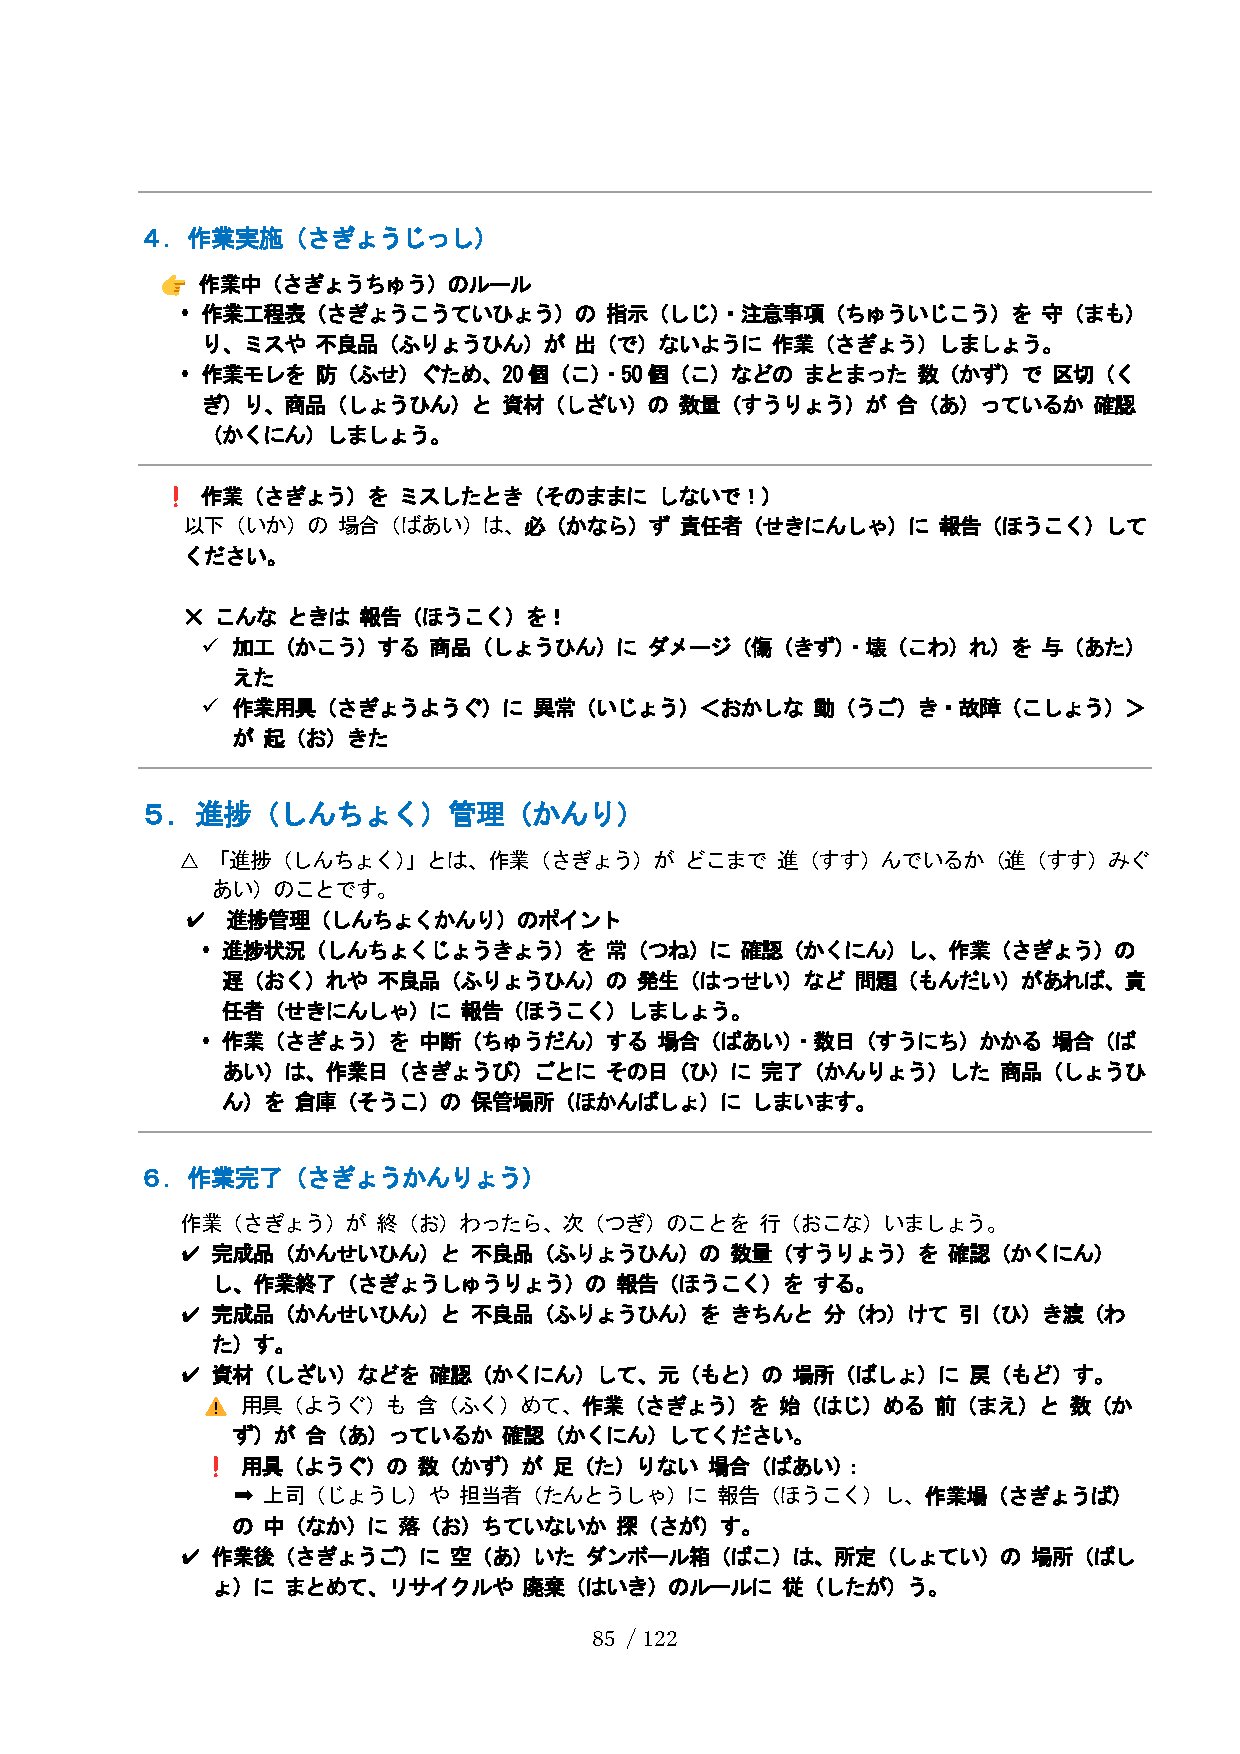 ４．作業実施（さぎょうじっし）
👉 作業中（さぎょうちゅう）のルール
• 作業工程表（さぎょうこうていひょう）の 指示（しじ）・注意事項（ちゅういじこう）を 守（まも）
り、ミスや 不良品（ふりょうひん）が 出（で）ないように 作業（さぎょう）しましょう。
• 作業モレを 防（ふせ）ぐため、20個（こ）・50個（こ）などの まとまった 数（かず）で 区切（く
ぎ）り、商品（しょうひん）と 資材（しざい）の 数量（すうりょう）が 合（あ）っているか 確認
（かくにん）しましょう。
❗ 作業（さぎょう）を ミスしたとき（そのままに しないで！）
以下（いか）の 場合（ばあい）は、必（かなら）ず 責任者（せきにんしゃ）に 報告（ほうこく）して
ください。
❌ こんな ときは 報告（ほうこく）を！
✓ 加工（かこう）する 商品（しょうひん）に ダメージ（傷（きず）・壊（こわ）れ）を 与（あた）
えた
✓ 作業用具（さぎょうようぐ）に 異常（いじょう）＜おかしな 動（うご）き・故障（こしょう）＞
が 起（お）きた
５．進捗（しんちょく）管理（かんり）
△ 「進捗（しんちょく）」とは、作業（さぎょう）が どこまで 進（すす）んでいるか（進（すす）みぐ
あい）のことです。
✔ 進捗管理（しんちょくかんり）のポイント
• 進捗状況（しんちょくじょうきょう）を 常（つね）に 確認（かくにん）し、作業（さぎょう）の
遅（おく）れや 不良品（ふりょうひん）の 発生（はっせい）など 問題（もんだい）があれば、責
任者（せきにんしゃ）に 報告（ほうこく）しましょう。
• 作業（さぎょう）を 中断（ちゅうだん）する 場合（ばあい）・数日（すうにち）かかる 場合（ば
あい）は、作業日（さぎょうび）ごとに その日（ひ）に 完了（かんりょう）した 商品（しょうひ
ん）を 倉庫（そうこ）の 保管場所（ほかんばしょ）に しまいます。
６．作業完了（さぎょうかんりょう）
作業（さぎょう）が 終（お）わったら、次（つぎ）のことを 行（おこな）いましょう。
✔ 完成品（かんせいひん）と 不良品（ふりょうひん）の 数量（すうりょう）を 確認（かくにん）
し、作業終了（さぎょうしゅうりょう）の 報告（ほうこく）を する。
✔ 完成品（かんせいひん）と 不良品（ふりょうひん）を きちんと 分（わ）けて 引（ひ）き渡（わ
た）す。
✔ 資材（しざい）などを 確認（かくにん）して、元（もと）の 場所（ばしょ）に 戻（もど）す。
⚠ 用具（ようぐ）も 含（ふく）めて、作業（さぎょう）を 始（はじ）める 前（まえ）と 数（か
ず）が 合（あ）っているか 確認（かくにん）してください。
❗ 用具（ようぐ）の 数（かず）が 足（た）りない 場合（ばあい）：
➡ 上司（じょうし）や 担当者（たんとうしゃ）に 報告（ほうこく）し、作業場（さぎょうば）
の 中（なか）に 落（お）ちていないか 探（さが）す。
✔ 作業後（さぎょうご）に 空（あ）いた ダンボール箱（ばこ）は、所定（しょてい）の 場所（ばし
ょ）に まとめて、リサイクルや 廃棄（はいき）のルールに 従（したが）う。
85 / 122